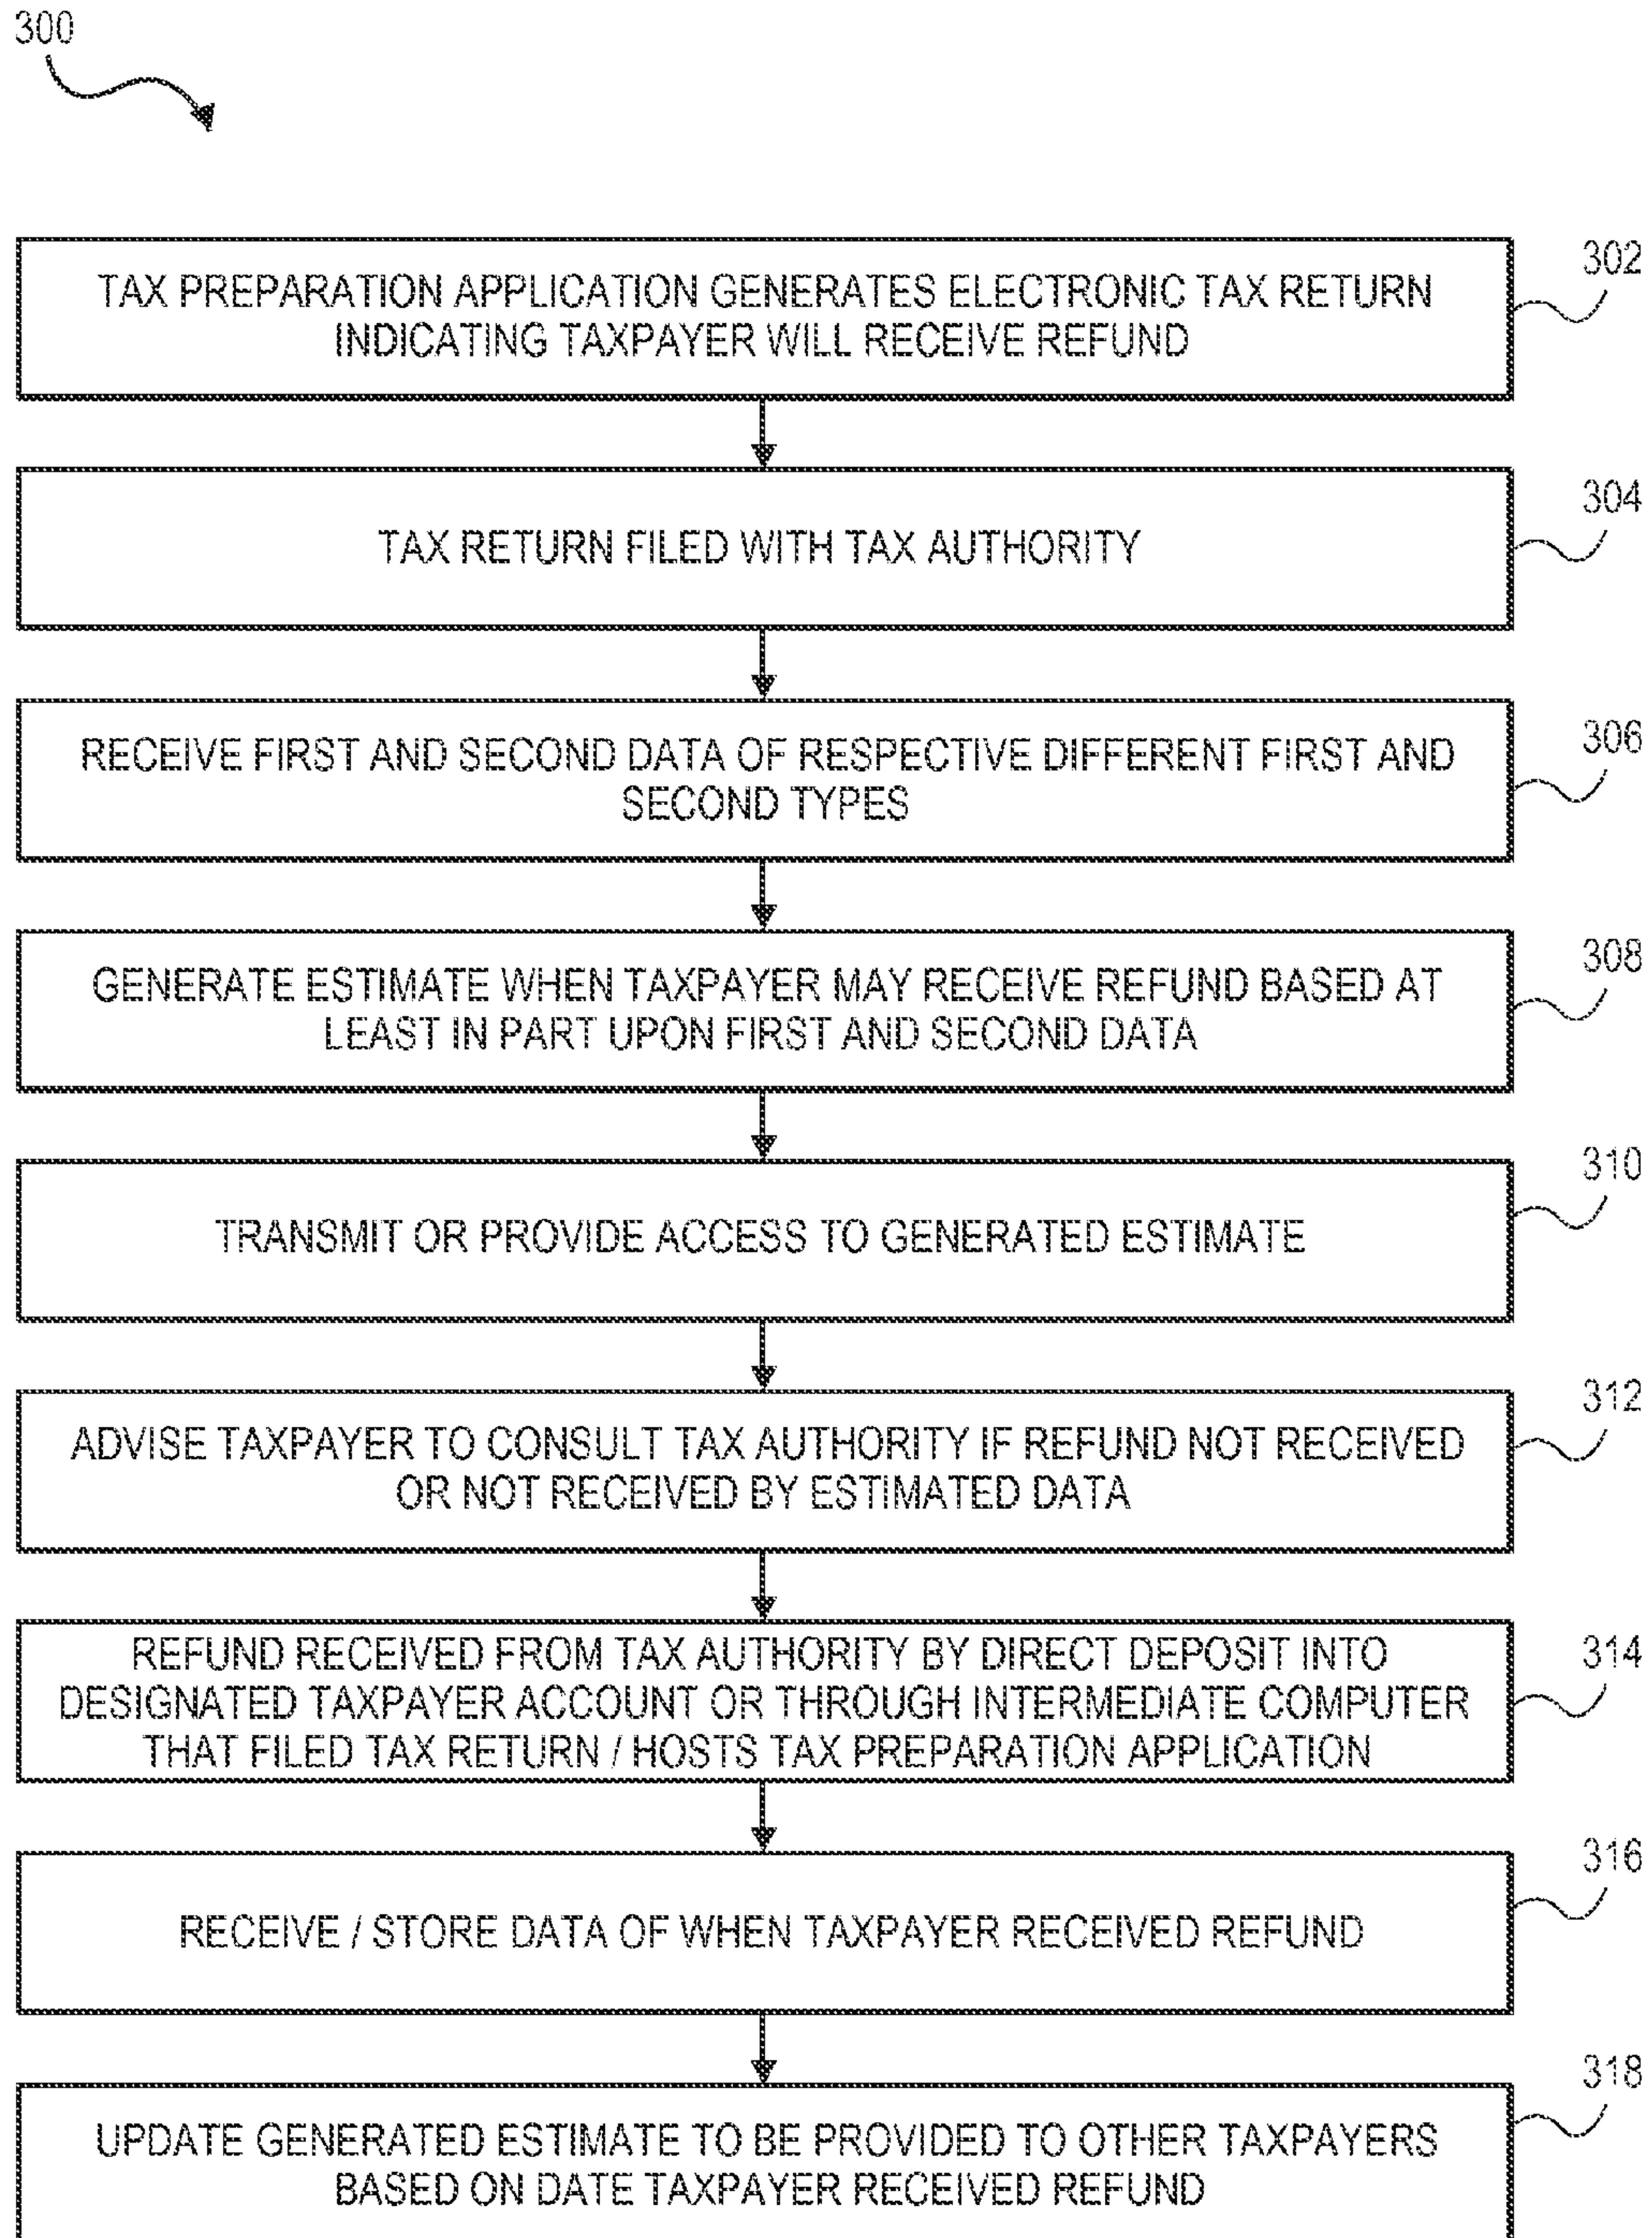 300
302
TAX PREPARATION APPLICATION GENERATES ELECTRONIC TAX RETURN
INDICATING TAXPAYER WILL RECEIVE REFUND
304
TAX RETURN FILED WITH TAX AUTHORITY
306
RECEIVE FIRST AND SECOND DATA OF RESPECTIVE DIFFERENT FIRST AND
SECOND TYPES
308
GENERATE ESTIMATE WHEN TAXPAYER MAY RECEIVE REFUND BASED AT
LEAST IN PART UPON FIRST AND SECOND DATA
310
TRANSMIT OR PROVIDE ACCESS TO GENERATED ESTIMATE
312
ADVISE TAXPAYER TO CONSULT TAX AUTHORITY IF REFUND NOT RECEIVED
OR NOT RECEIVED BY ESTIMATED DATA
314
REFUND RECEIVED FROM TAX AUTHORITY BY DIRECT DEPOSIT INTO
DESIGNATED TAXPAYER ACCOUNT OR THROUGH INTERMEDIATE COMPUTER
THAT FILED TAX RETURN / HOSTS TAX PREPARATION APPLICATION
316
RECEIVE / STORE DATA OF WHEN TAXPAYER RECEIVED REFUND
318
UPDATE GENERATED ESTIMATE TO BE PROVIDED TO OTHER TAXPAYERS
BASED ON DATE TAXPAYER RECEIVED REFUND